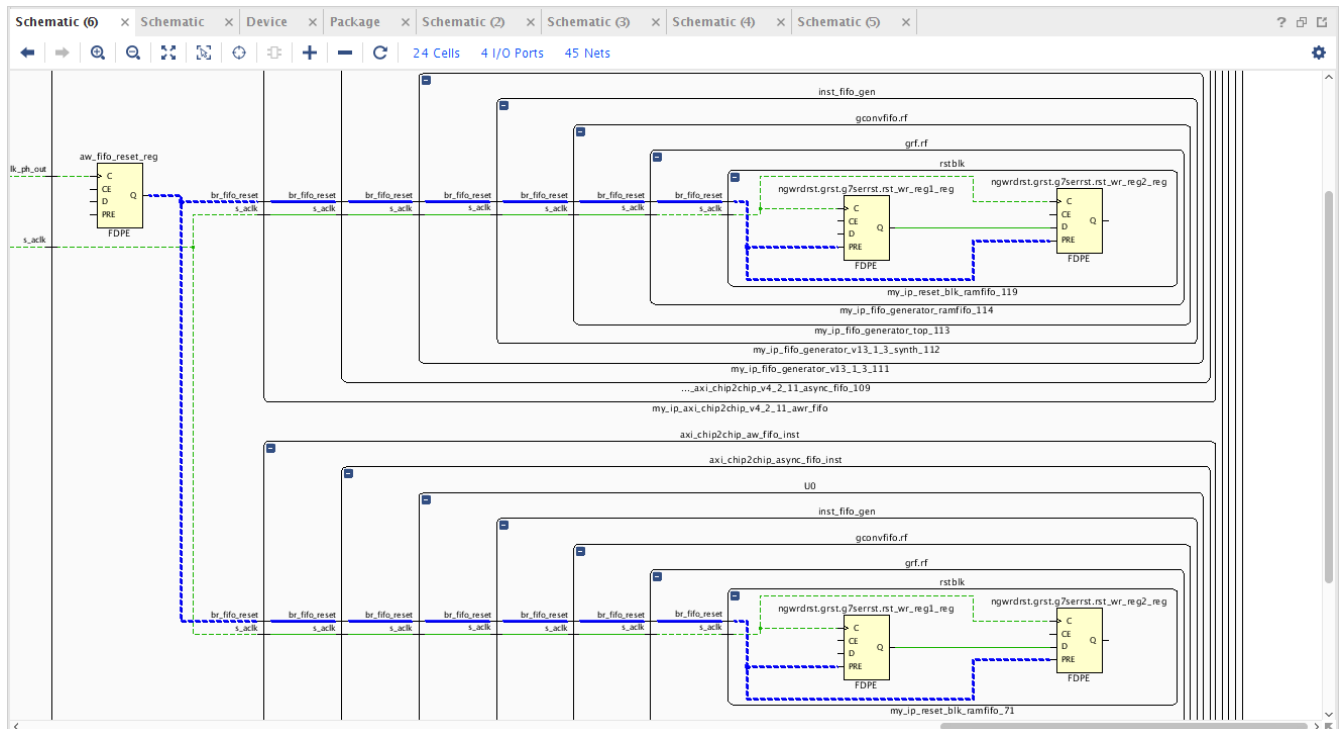 Schematic (6) × Schematic × Device × Package × Schematic (2) × Schematic (3) × Schematic (4) × Schematic (5) × ?
24 Cells 4 I/O Ports 45 Nets
inst_fifo_gen
gconvfifo.rf
grf.rf
rstblk
aw_fifo_reset_reg
lk_ph_out
C
CE
D
PRE
Q
FDPE
s_aclk
br_fifo_reset br_fifo_reset br_fifo_reset br_fifo_reset br_fifo_reset br_fifo_reset br_fifo_reset
s_aclk s_aclk s_aclk s_aclk s_aclk s_aclk s_aclk
ngwrdrst.grst.g7serrst.rst_wr_reg1_reg
C
CE
D
PRE
Q
FDPE
ngwrdrst.grst.g7serrst.rst_wr_reg2_reg
C
CE
D
PRE
Q
FDPE
my_ip_reset_blk_ramfifo_119
my_ip_fifo_generator_ramfifo_114
my_ip_fifo_generator_top_113
my_ip_fifo_generator_v13_1_3_synth_112
my_ip_fifo_generator_v13_1_3_111
..._axi_chip2chip_v4_2_11_async_fifo_109
my_ip_axi_chip2chip_v4_2_11_awr_fifo
axi_chip2chip_aw_fifo_inst
axi_chip2chip_async_fifo_inst
U0
inst_fifo_gen
gconvfifo.rf
grf.rf
rstblk
br_fifo_reset br_fifo_reset br_fifo_reset br_fifo_reset br_fifo_reset br_fifo_reset br_fifo_reset
s_aclk s_aclk s_aclk s_aclk s_aclk s_aclk s_aclk
ngwrdrst.grst.g7serrst.rst_wr_reg1_reg
C
CE
D
PRE
Q
FDPE
ngwrdrst.grst.g7serrst.rst_wr_reg2_reg
C
CE
D
PRE
Q
FDPE
my_ip_reset_blk_ramfifo_71